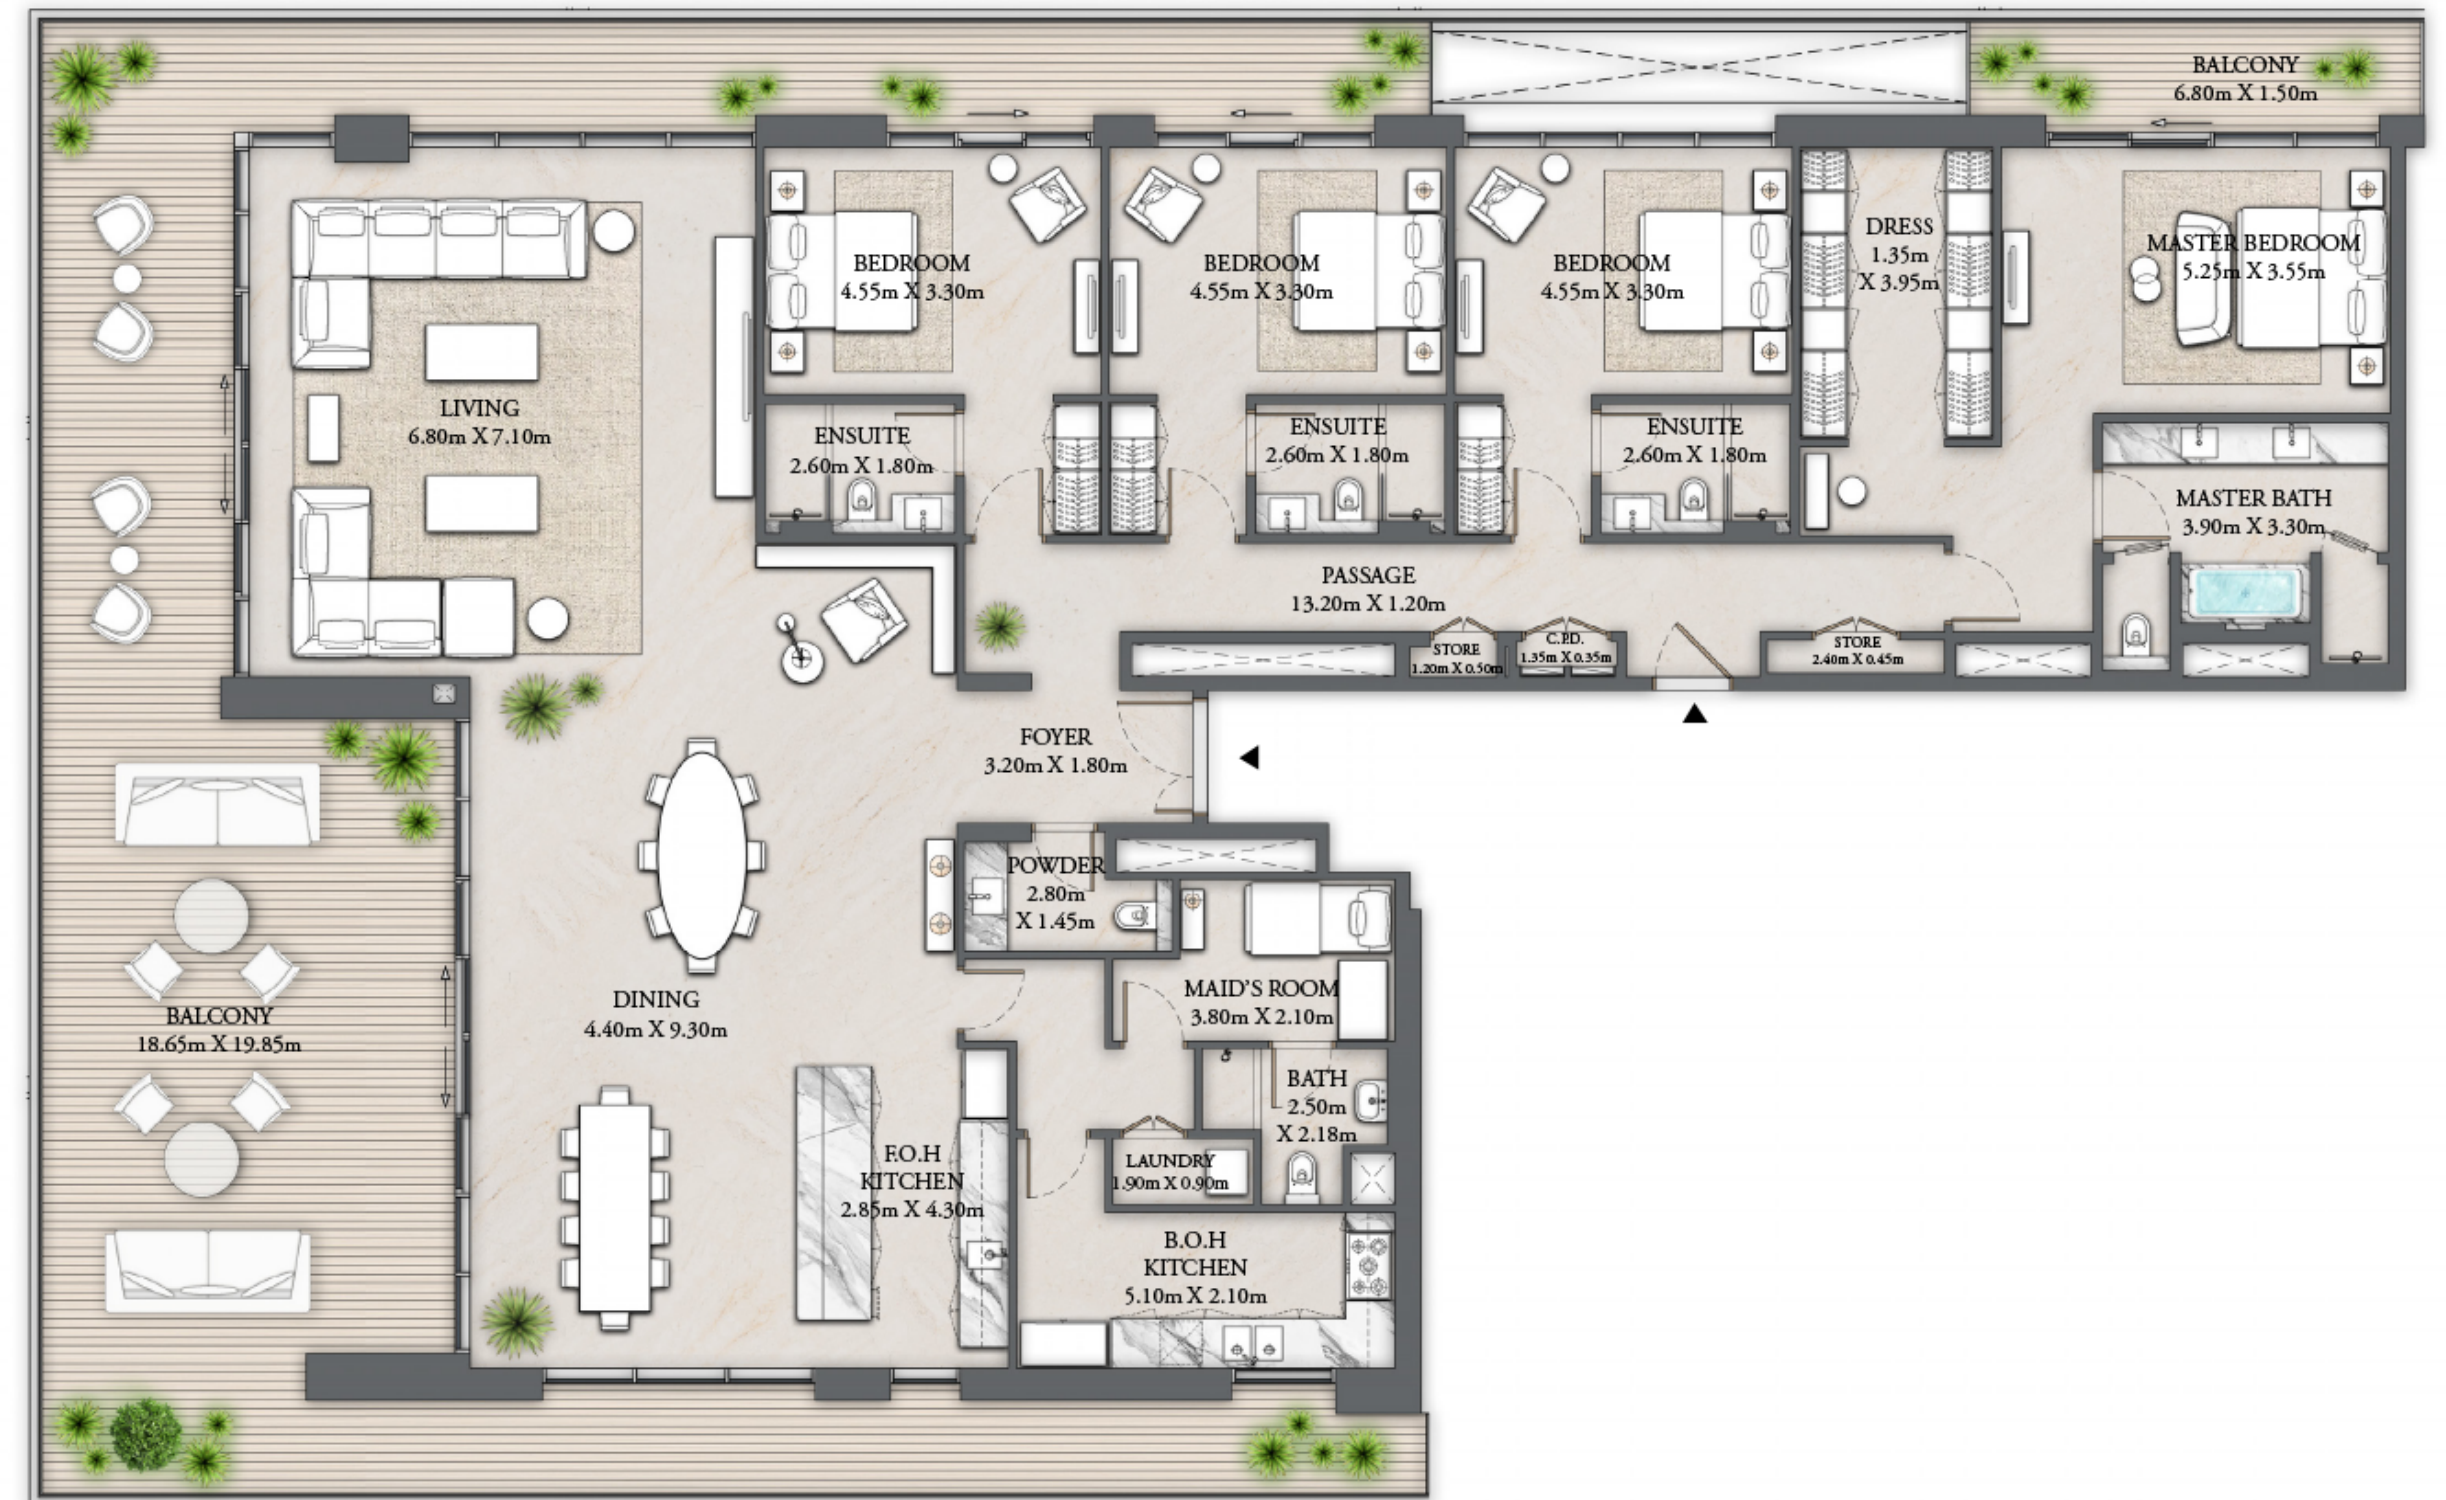 BALCONY
6.80m X 1.50m
BEDROOM
4.55m X 3.30m
BEDROOM
4.55m X 3.30m
BEDROOM
4.55m X 3.30m
DRESS
1.35m
X 3.95m
MASTER BEDROOM
5.25m X 3.55m
LIVING
6.80m X 7.10m
ENSUITE
2.60m X 1.80m
ENSUITE
2.60m X 1.80m
ENSUITE
2.60m X 1.80m
MASTER BATH
3.90m X 3.30m
PASSAGE
13.20m X 1.20m
STORE
1.20m X 0.50m
C.P.D.
1.35m X 0.35m
STORE
2.40m X 0.45m
FOYER
3.20m X 1.80m
POWDER
2.80m
X 1.45m
MAID'S ROOM
3.80m X 2.10m
BALCONY
18.65m X 19.85m
DINING
4.40m X 9.30m
BATH
2.50m
X 2.18m
F.O.H
KITCHEN
2.85m X 4.30m
LAUNDRY
1.90m X 0.90m
B.O.H
KITCHEN
5.10m X 2.10m